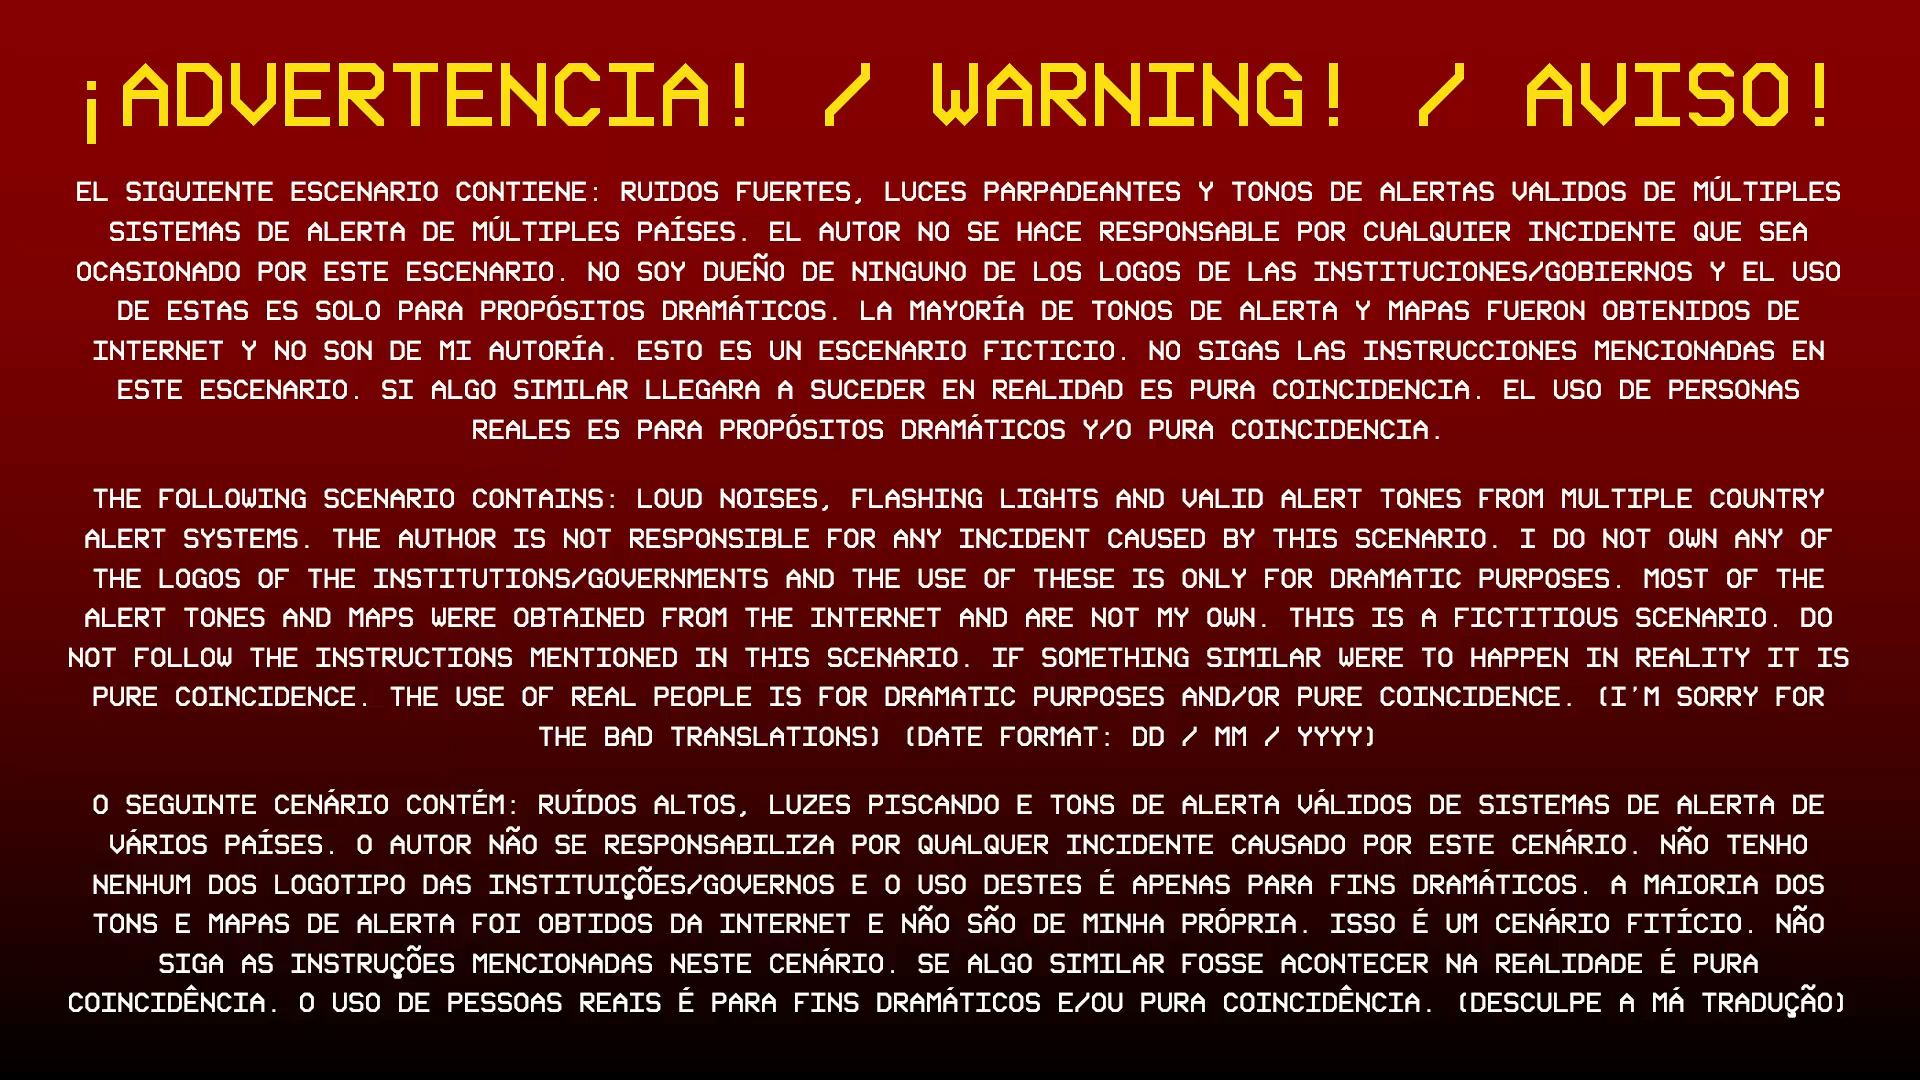 ¡ADVERTENCIA! / WARNING! / AVISO!
EL SIGUIENTE ESCENARIO CONTIENE: RUIDOS FUERTES, LUCES PARPADEANTES Y TONOS DE ALERTAS VALIDOS DE MÚLTIPLES
SISTEMAS DE ALERTA DE MÚLTIPLES PAÍSES. EL AUTOR NO SE HACE RESPONSABLE POR CUALQUIER INCIDENTE QUE SEA
OCASIONADO POR ESTE ESCENARIO. NO SOY DUEÑO DE NINGUNO DE LOS LOGOS DE LAS INSTITUCIONES/GOBIERNOS Y EL USO
DE ESTAS ES SOLO PARA PROPÓSITOS DRAMÁTICOS. LA MAYORÍA DE TONOS DE ALERTA Y MAPAS FUERON OBTENIDOS DE
INTERNET Y NO SON DE MI AUTORÍA. ESTO ES UN ESCENARIO FICTICIO. NO SIGAS LAS INSTRUCCIONES MENCIONADAS EN
ESTE ESCENARIO. SI ALGO SIMILAR LLEGARA A SUCEDER EN REALIDAD ES PURA COINCIDENCIA. EL USO DE PERSONAS
REALES ES PARA PROPÓSITOS DRAMÁTICOS Y/O PURA COINCIDENCIA.
THE FOLLOWING SCENARIO CONTAINS: LOUD NOISES, FLASHING LIGHTS AND VALID ALERT TONES FROM MULTIPLE COUNTRY
ALERT SYSTEMS. THE AUTHOR IS NOT RESPONSIBLE FOR ANY INCIDENT CAUSED BY THIS SCENARIO. I DO NOT OWN ANY OF
THE LOGOS OF THE INSTITUTIONS/GOVERNMENTS AND THE USE OF THESE IS ONLY FOR DRAMATIC PURPOSES. MOST OF THE
ALERT TONES AND MAPS WERE OBTAINED FROM THE INTERNET AND ARE NOT MY OWN. THIS IS A FICTITIOUS SCENARIO. DO
NOT FOLLOW THE INSTRUCTIONS MENTIONED IN THIS SCENARIO. IF SOMETHING SIMILAR WERE TO HAPPEN IN REALITY IT IS
PURE COINCIDENCE. THE USE OF REAL PEOPLE IS FOR DRAMATIC PURPOSES AND/OR PURE COINCIDENCE. (I'M SORRY FOR
THE BAD TRANSLATIONS) (DATE FORMAT: DD / MM / YYYY)
O SEGUINTE CENÁRIO CONTÉM: RUÍDOS ALTOS, LUZES PISCANDO E TONS DE ALERTA VÁLIDOS DE SISTEMAS DE ALERTA DE
VÁRIOS PAÍSES. O AUTOR NÃO SE RESPONSABILIZA POR QUALQUER INCIDENTE CAUSADO POR ESTE CENÁRIO. NÃO TENHO
NENHUM DOS LOGOTIPO DAS INSTITUIÇÕES/GOVERNOS E O USO DESTES É APENAS PARA FINS DRAMÁTICOS. A MAIORIA DOS
TONS E MAPAS DE ALERTA FOI OBTIDOS DA INTERNET E NÃO SÃO DE MINHA PRÓPRIA. ISSO É UM CENÁRIO FITÍCIO. NÃO
SIGA AS INSTRUÇÕES MENCIONADAS NESTE CENÁRIO. SE ALGO SIMILAR FOSSE ACONTECER NA REALIDADE É PURA
COINCIDÊNCIA. O USO DE PESSOAS REAIS É PARA FINS DRAMÁTICOS E/OU PURA COINCIDÊNCIA. (DESCULPE A MÁ TRADUÇÃO)